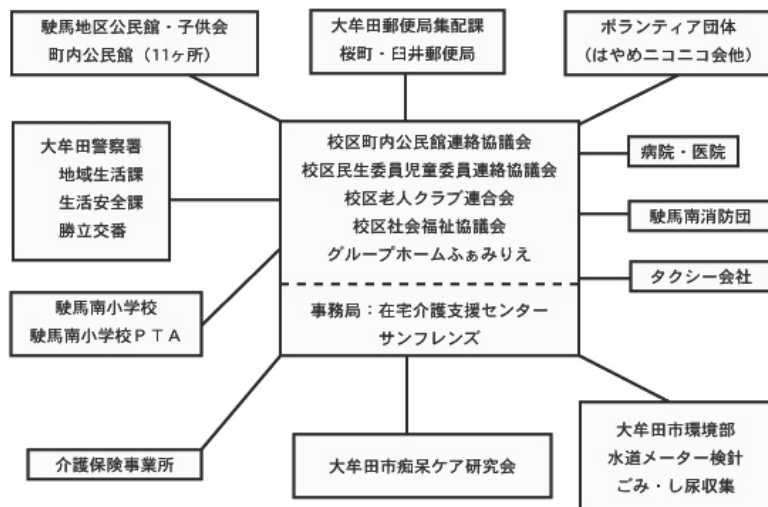 駛馬地区公民館・子供会
町内公民館（11ヶ所）
大牟田郵便局集配課
桜町・臼井郵便局
ボランティア団体
(はやめニコニコ会他)
大牟田警察署
地域生活課
生活安全課
勝立交番
校区町内公民館連絡協議会
校区民生委員児童委員連絡協議会
校区老人クラブ連合会
校区社会福祉協議会
グループホームふぁみりえ
事務局：在宅介護支援センター
サンフレンズ
病院・医院
駛馬南消防団
タクシー会社
駛馬南小学校
駛馬南小学校ＰＴＡ
介護保険事業所
大牟田市痴呆ケア研究会
大牟田市環境部
水道メーター検針
ごみ・し尿収集